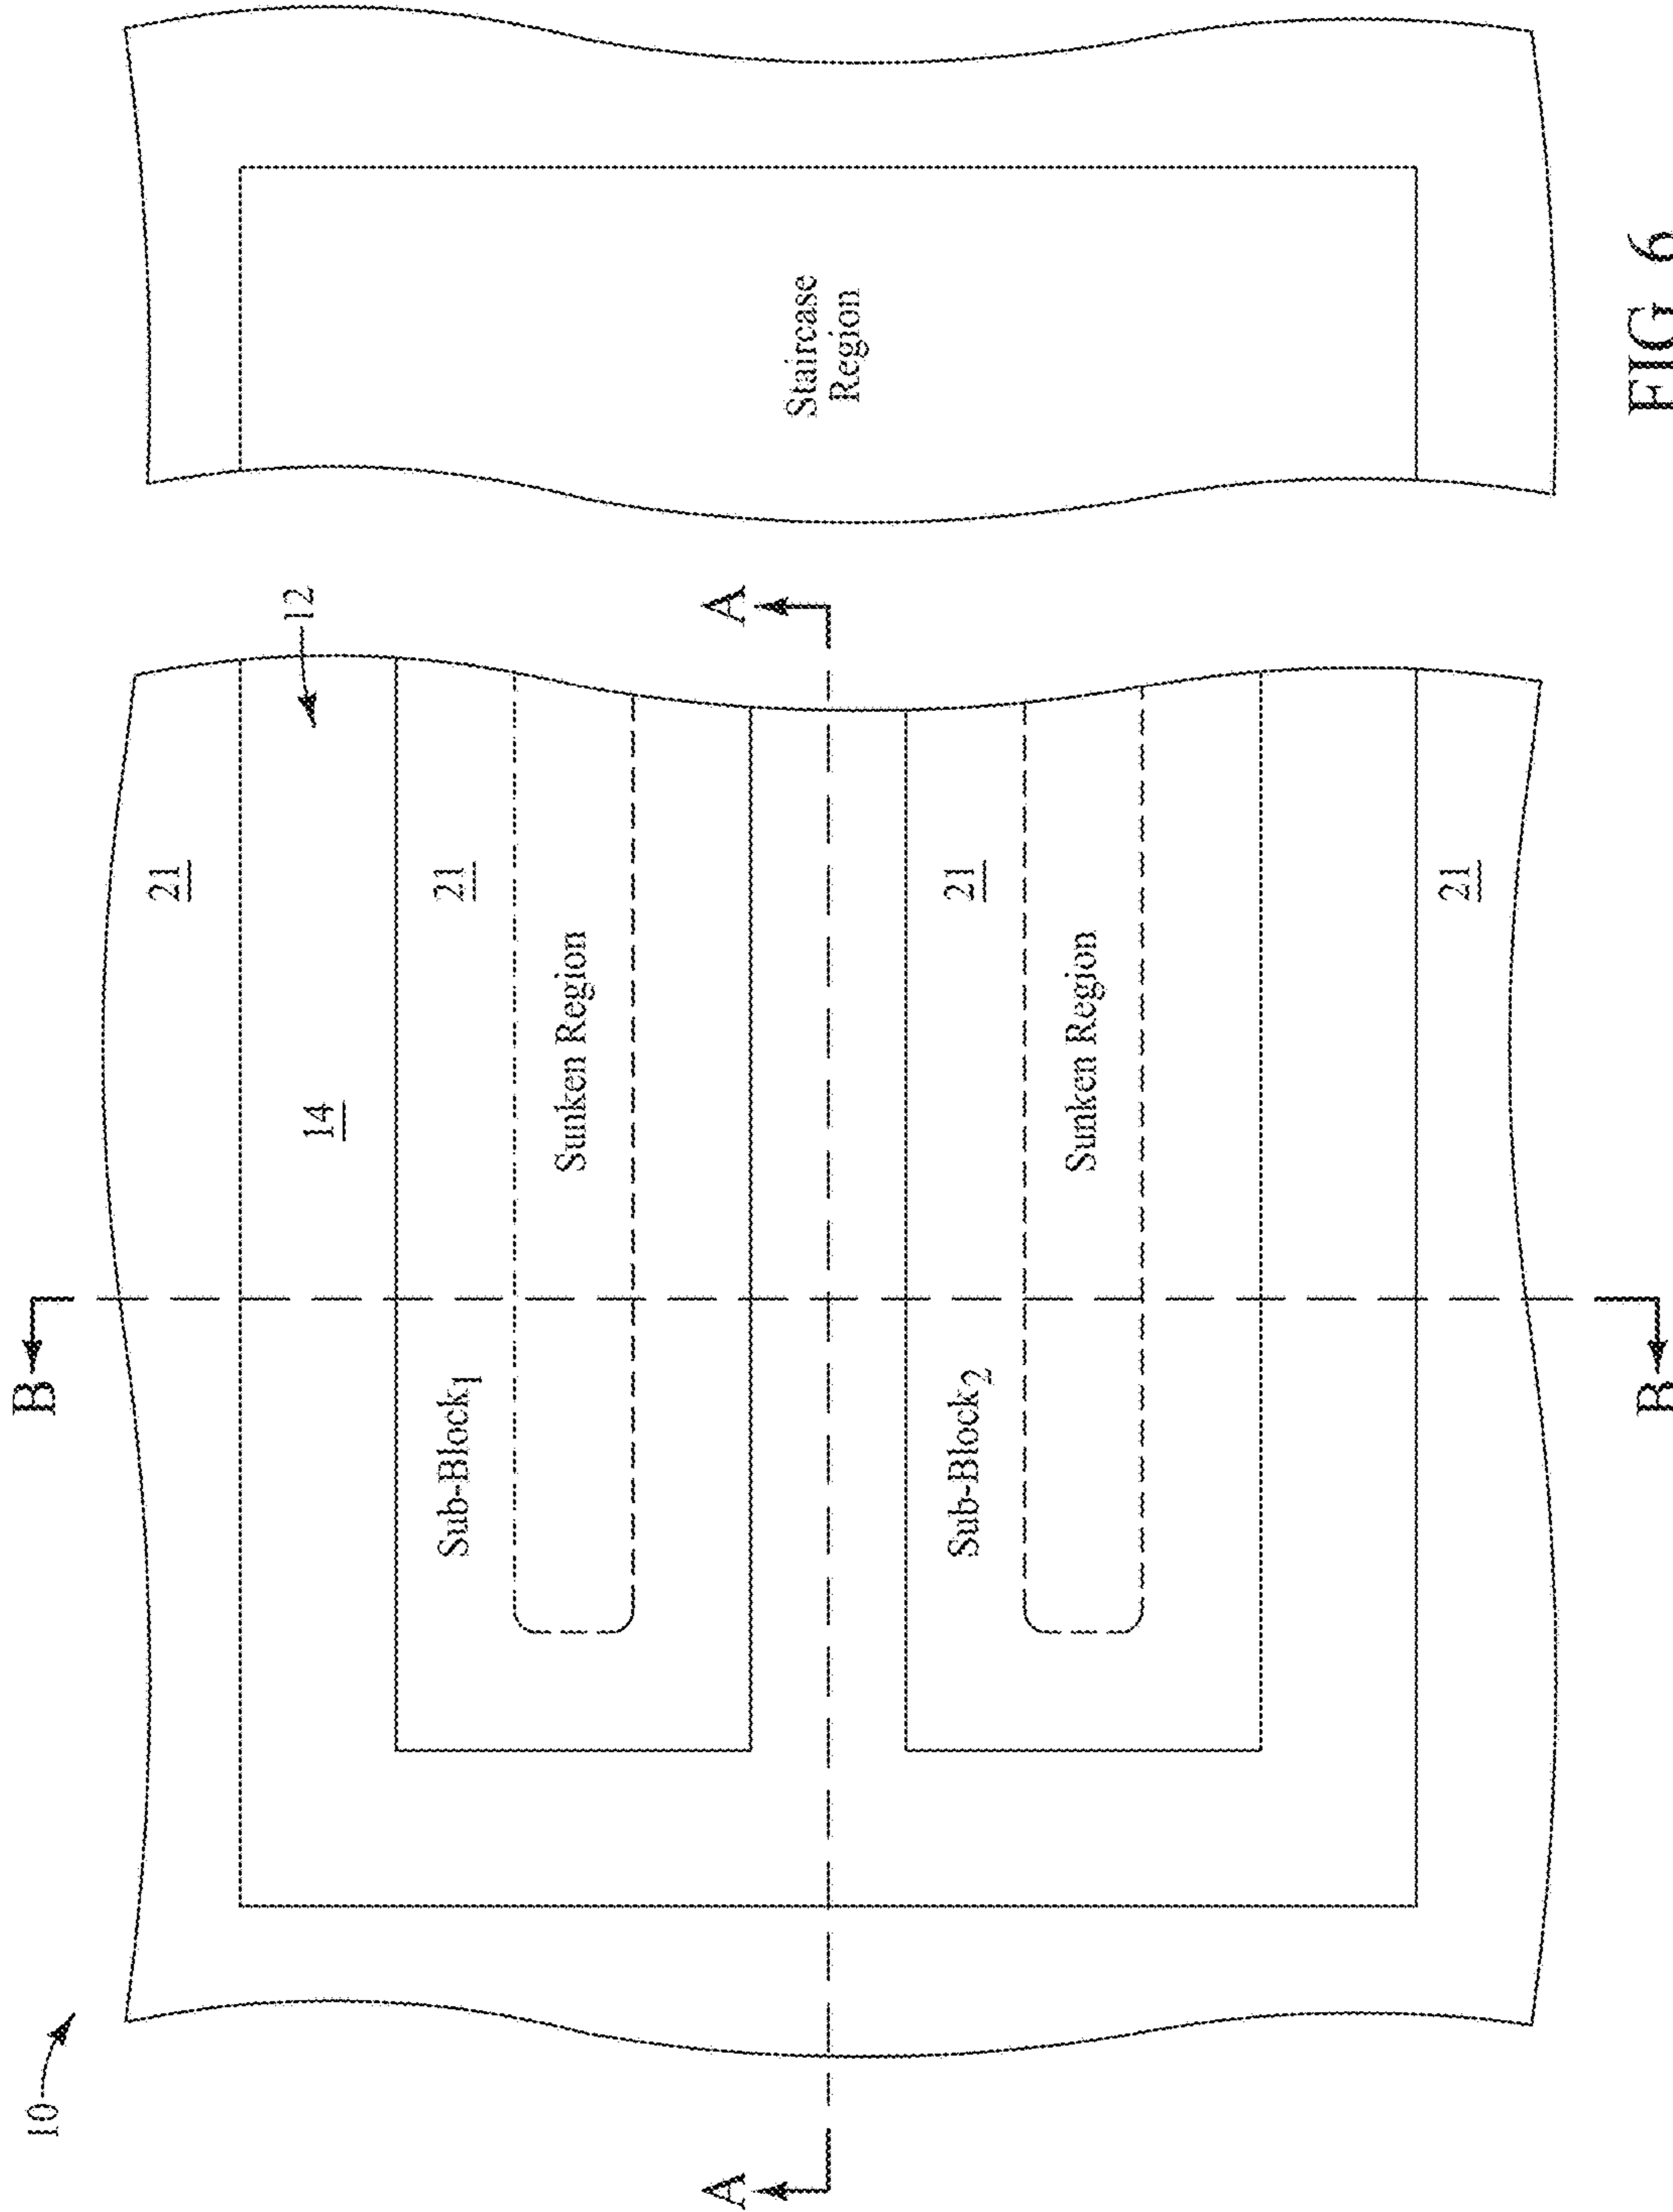 10
B
21
12
14
Sub-Block1
21
Sunken Region
A
A
Staircase
Region
Sub-Block2
21
Sunken Region
21
B
FIG 6